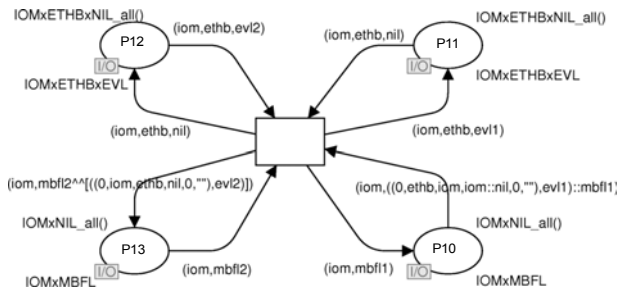 IOMxETHBxNIL_all()
IOMxETHBxNIL_all()
P12
(iom,ethb,evl2)
(iom,ethb,nil)
P11
I/O
I/O
IOMxETHBxEVL
IOMxETHBxEVL
(iom,ethb,nil)
(iom,ethb,evl1)
(iom,mbfl2^^[((0,iom,ethb,nil,0,""),evl2)])
(iom,((0,ethb,iom,iom::nil,0,""),evl1)::mbfl1)
IOMxNIL_all()
IOMxNIL_all()
P13
P10
I/O
(iom,mbfl2)
(iom,mbfl1)
I/O
IOMxMBFL
IOMxMBFL